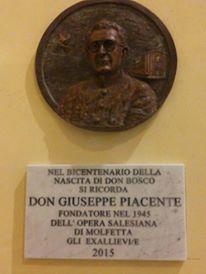 NEL BICENTENARIO DELLA
NASCITA DI DON BOSCO
SI RICORDA
DON GIUSEPPE PIACENTE
FONDATORE NEL 1945
DELL'OPERA SALESIANA
DI MOLFETTA
GLI EXALLIEVI/E
2015